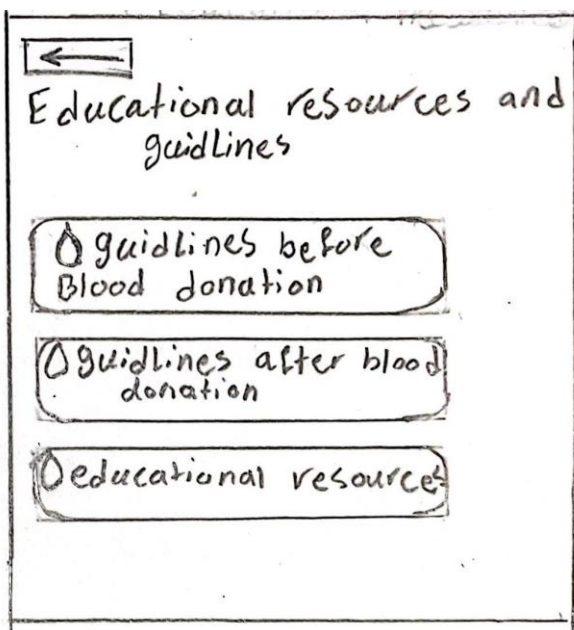 Educational resources and
guidlines
guidlines before
Blood donation
guidlines after blood
donation
educational resources